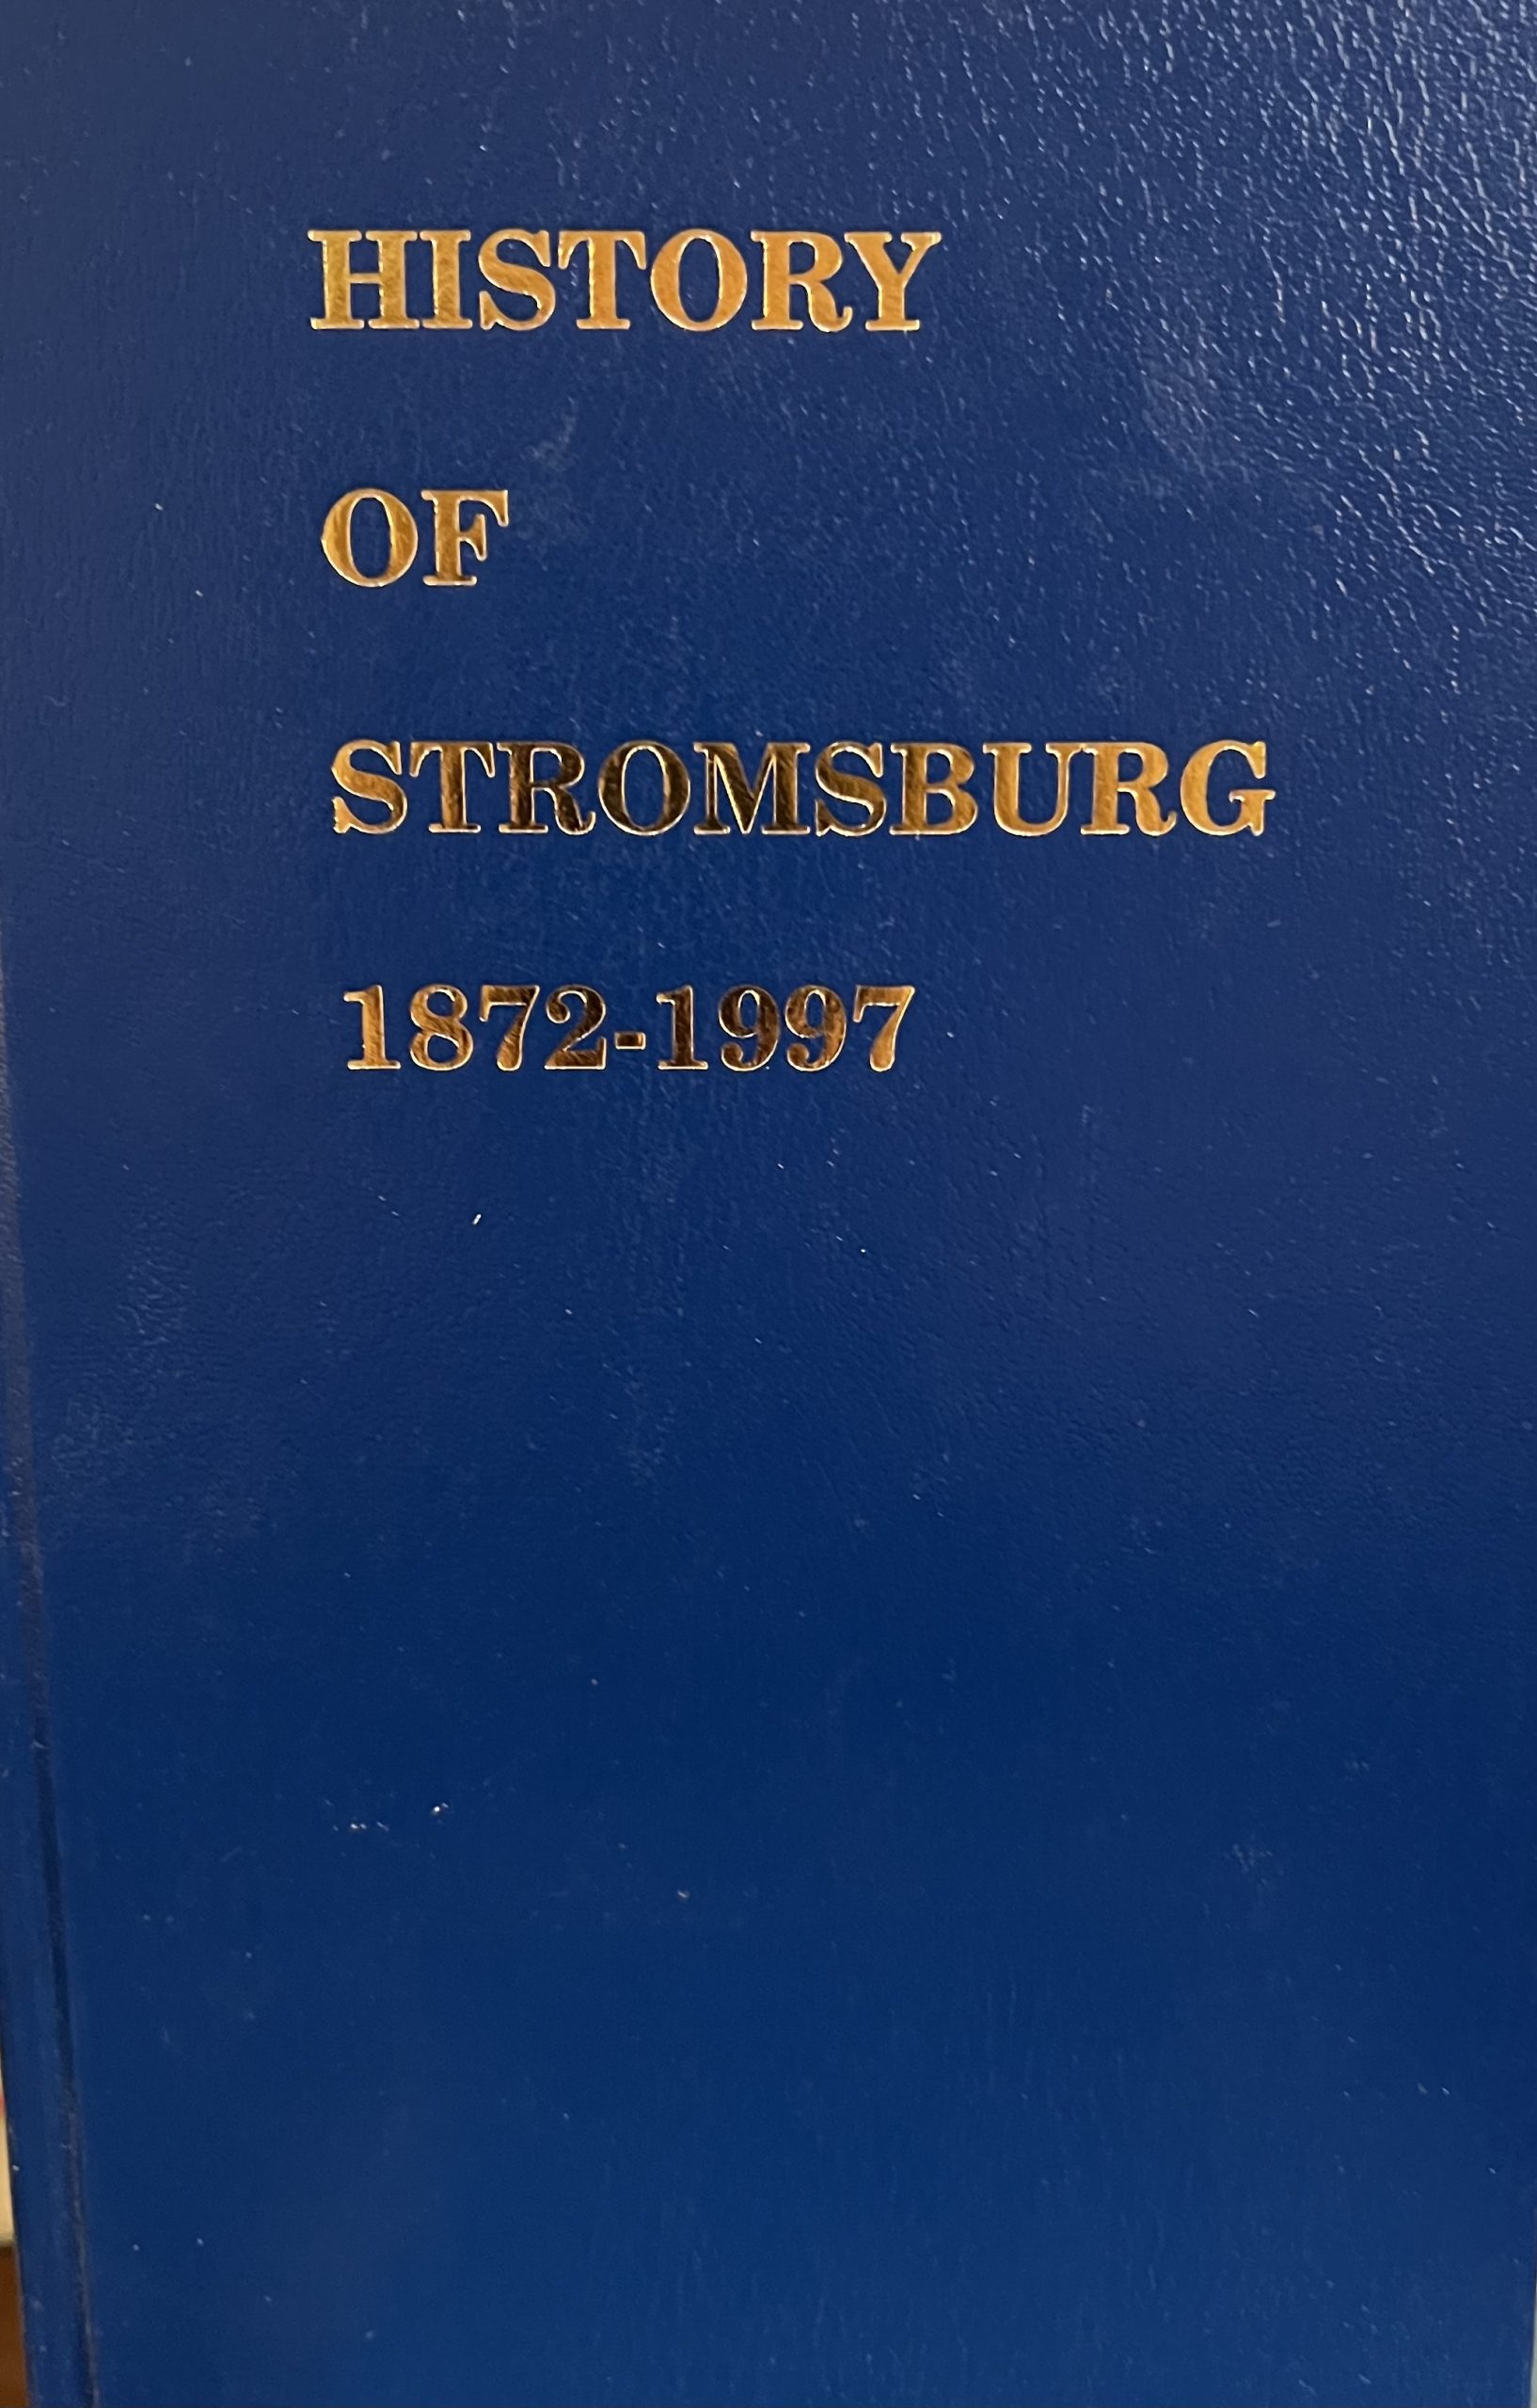 HISTORY
OF
STROMSBURG
1872-1997